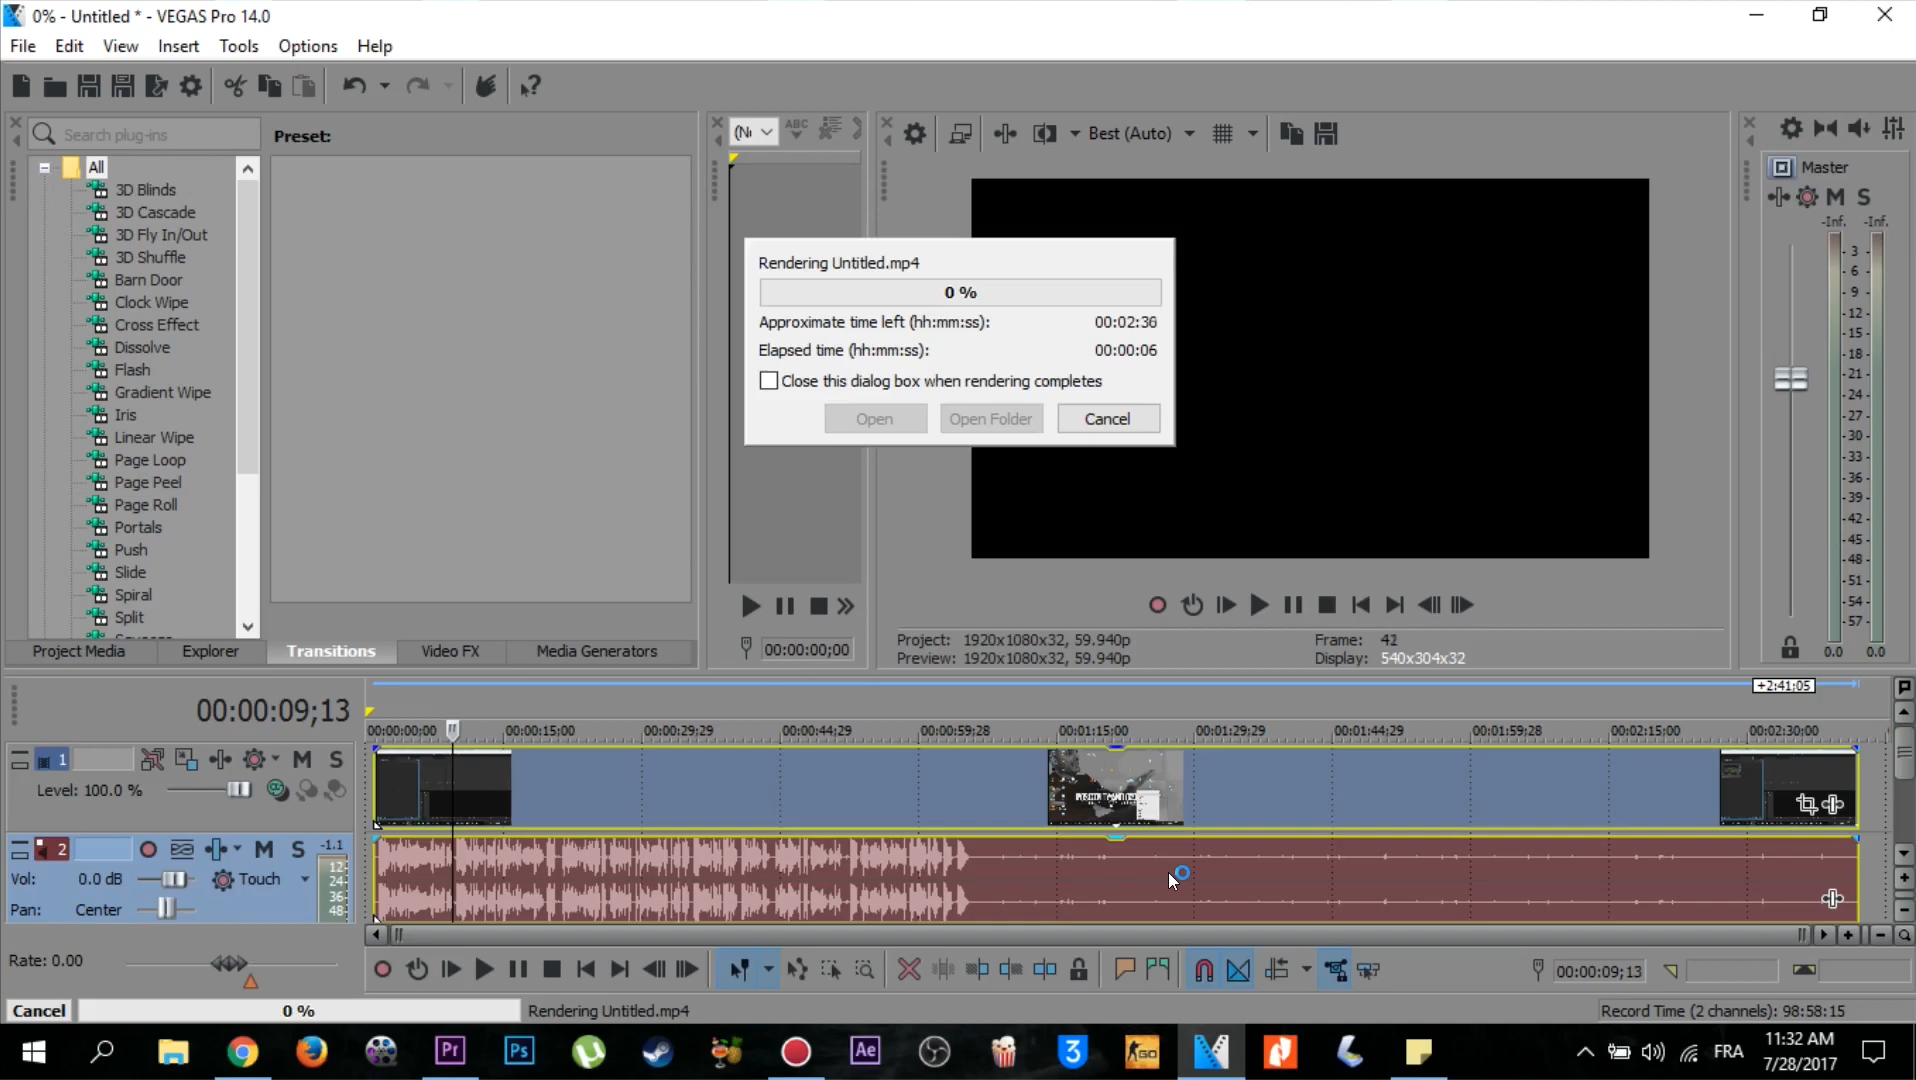 0% - Untitled * - VEGAS Pro 14.0
File Edit View Insert Tools Options Help
Search plug-ins
Preset:
All
3D Blinds
3D Cascade
3D Fly In/Out
3D Shuffle
Barn Door
Clock Wipe
Cross Effect
Dissolve
Flash
Gradient Wipe
Iris
Linear Wipe
Page Loop
Page Peel
Page Roll
Portals
Push
Slide
Spiral
Split
Project Media Explorer Transitions Video FX Media Generators
ABC
00:00:00;00
Best (Auto)
Rendering Untitled.mp4
0 %
Approximate time left (hh:mm:ss): 00:02:36
Elapsed time (hh:mm:ss): 00:00:06
Close this dialog box when rendering completes
Open Open Folder Cancel
Project: 1920x1080x32, 59.940p
Preview: 1920x1080x32, 59.940p
Frame: 42
Display: 540x304x32
Master
M S
-Inf. -Inf.
- 3 -
- 6 -
- 9 -
- 12 -
- 15 -
- 18 -
- 21 -
- 24 -
- 27 -
- 30 -
- 33 -
- 36 -
- 39 -
- 42 -
- 45 -
- 48 -
- 51 -
- 54 -
- 57 -
0.0 0.0
+2:41;05
00:00:09;13
00:00:00;00 00:00:15;00 00:00:29;29 00:00:44;29 00:00:59;28 00:01:15;00 00:01:29;29 00:01:44;29 00:01:59;28 00:02:15;00 00:02:30;00
1 M S
Level: 100.0 %
2 M S -1.1
Vol: 0.0 dB Touch
Pan: Center
12-
24-
36-
48-
Rate: 0.00
00:00:09;13
Cancel 0 % Rendering Untitled.mp4 Record Time (2 channels): 98:58:15
Pr Ps Ae 3 GO FRA
11:32 AM
7/28/2017